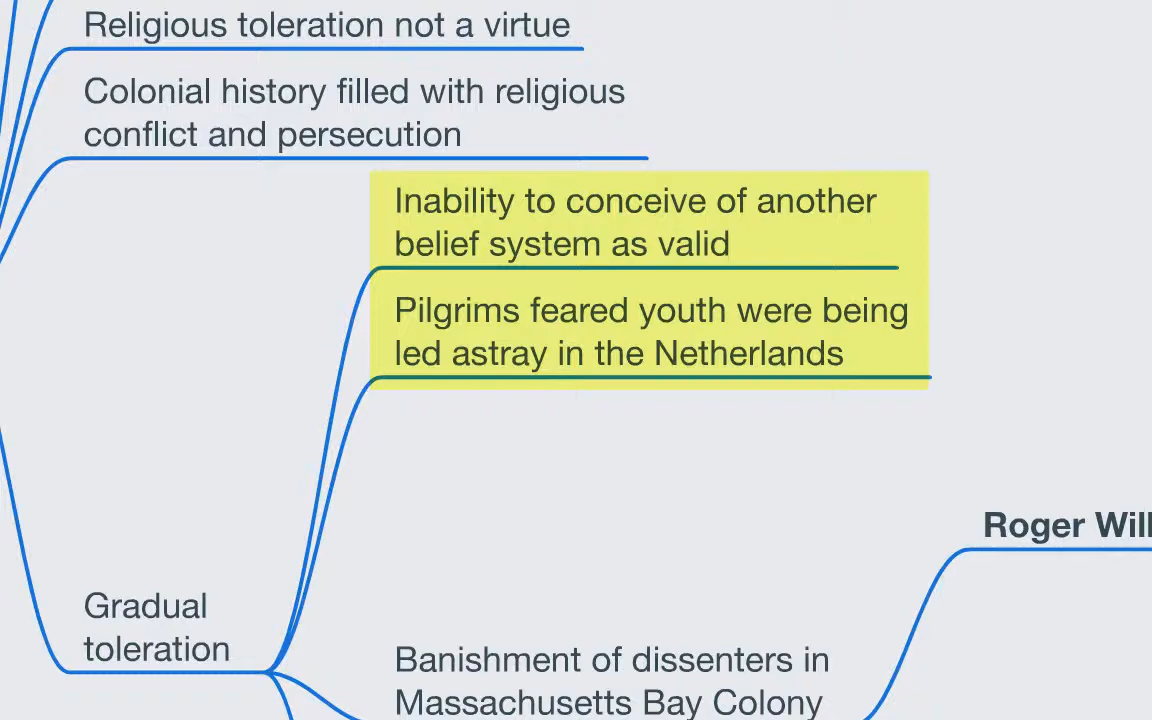 Religious toleration not a virtue
Colonial history filled with religious
conflict and persecution
Inability to conceive of another
belief system as valid
Pilgrims feared youth were being
led astray in the Netherlands
Roger Will
Gradual
toleration
Banishment of dissenters in
Massachusetts Bay Colony